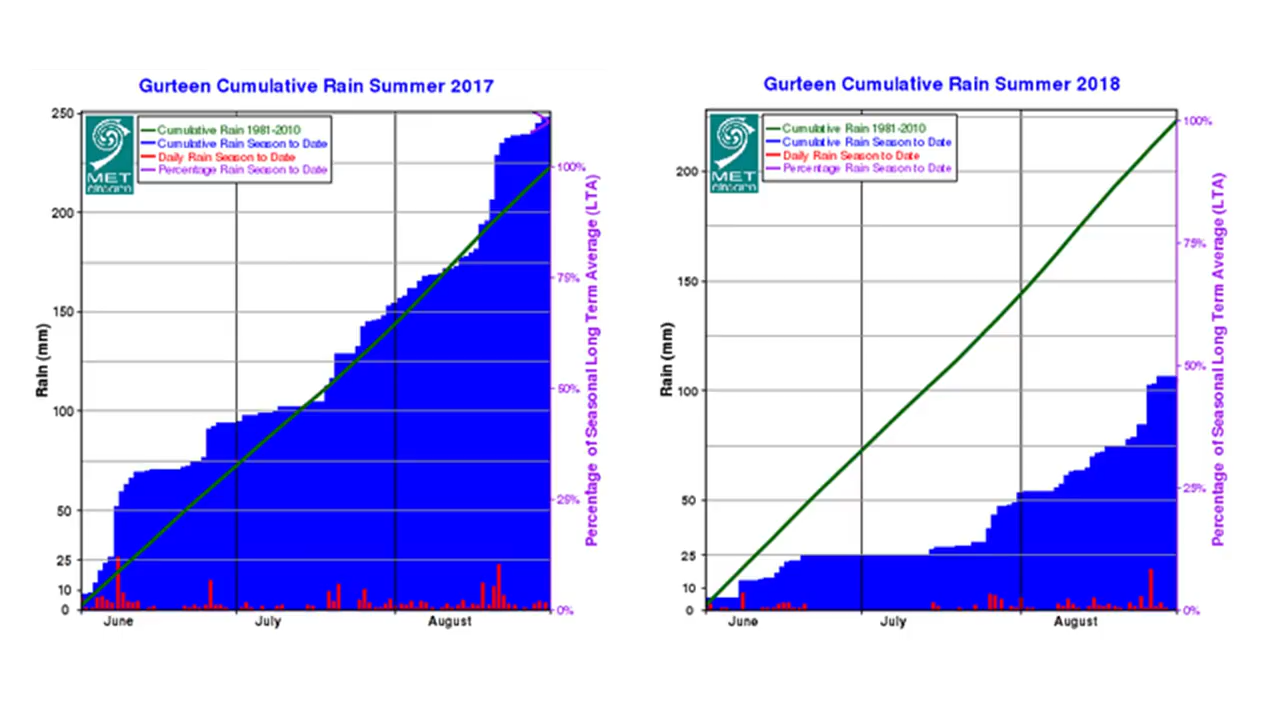 Gurteen Cumulative Rain Summer 2017
250
200
150
100
50
25
10
0
Rain (mm)
MET
Cumulative Rain 1981-2010
Cumulative Rain Season to Date
Daily Rain Season to Date
Percentage Rain Season to Date
100%
75%
50%
25%
0%
Percentage of Seasonal Long Term Average (LTA)
June
July
August
Gurteen Cumulative Rain Summer 2018
200
150
100
50
25
10
0
Rain (mm)
MET
Cumulative Rain 1981-2010
Cumulative Rain Season to Date
Daily Rain Season to Date
Percentage Rain Season to Date
100%
75%
50%
25%
0%
Percentage of Seasonal Long Term Average (LTA)
June
July
August